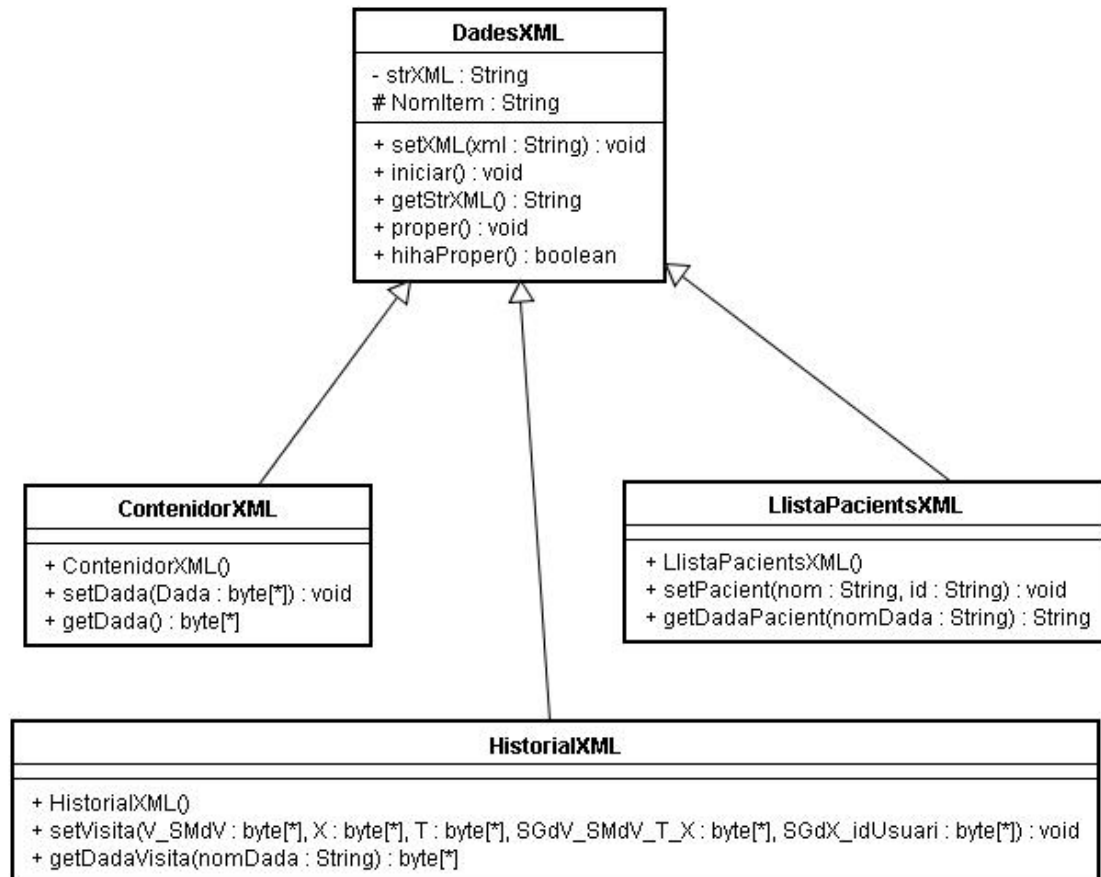 DadesXML
- strXML : String
# NomItem : String
+ setXML(xml : String) : void
+ iniciar() : void
+ getStrXML() : String
+ proper() : void
+ hihaProper() : boolean
ContenidorXML
+ ContenidorXML()
+ setDada(Dada : byte[*]) : void
+ getDada() : byte[*]
LlistaPacientsXML
+ LlistaPacientsXML()
+ setPacient(nom : String, id : String) : void
+ getDadaPacient(nomDada : String) : String
HistorialXML
+ HistorialXML()
+ setVisita(V_SMdV : byte[*], X : byte[*], T : byte[*], SGdV_SMdV_T_X : byte[*], SGdX_idUsuari : byte[*]) : void
+ getDadaVisita(nomDada : String) : byte[*]